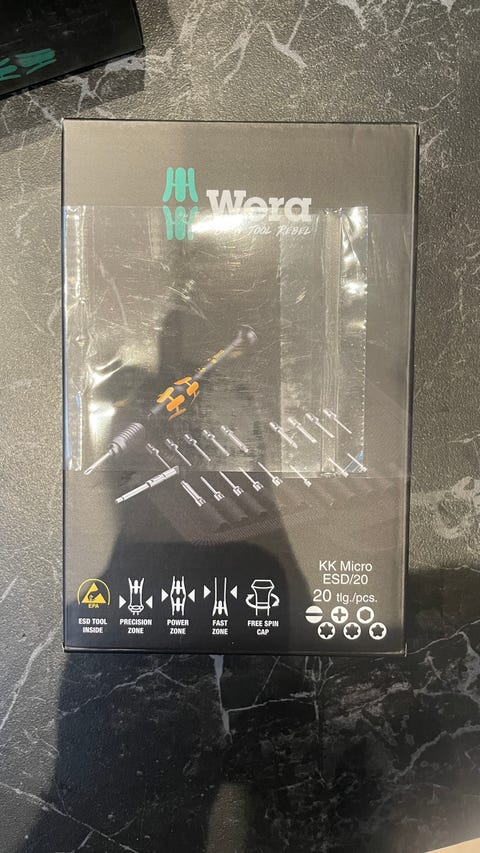 Wera
TOOL REBEL
KK Micro
ESD/20
20 tlg./pcs.
EPA
ESD TOOL
INSIDE
PRECISION
ZONE
POWER
ZONE
FAST
ZONE
FREE SPIN
CAP